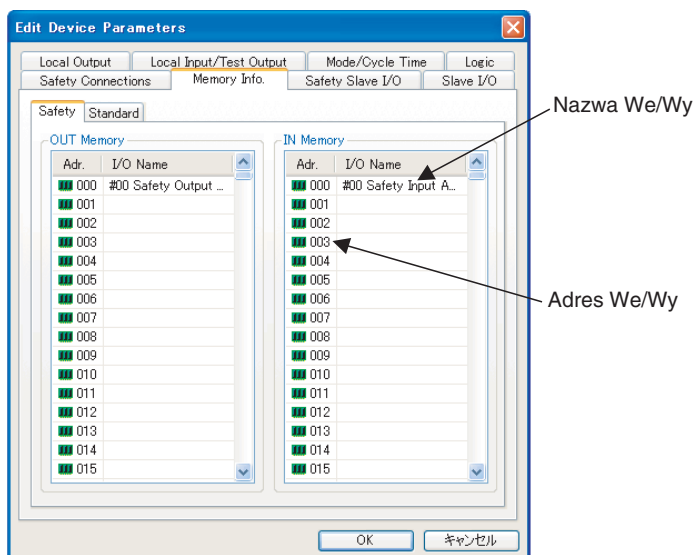 Edit Device Parameters
Local Output Local Input/Test Output Mode/Cycle Time Logic
Safety Connections Memory Info. Safety Slave I/O Slave I/O
Safety Standard
OUT Memory IN Memory
Adr. I/O Name Adr. I/O Name
000 #00 Safety Output ... 000 #00 Safety Input A...
001 001
002 002
003 003
004 004
005 005
006 006
007 007
008 008
009 009
010 010
011 011
012 012
013 013
014 014
015 015
OK キャンセル
Nazwa We/Wy
Adres We/Wy